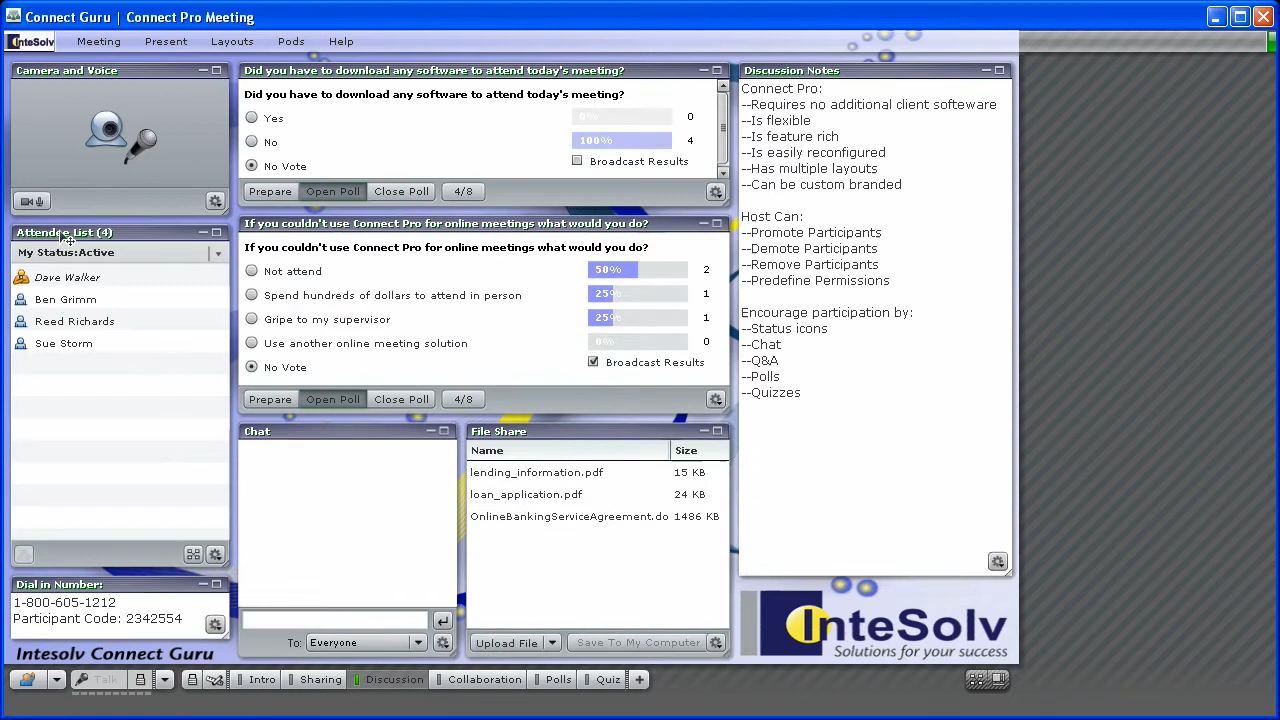 Connect Guru | Connect Pro Meeting
InteSolv Meeting Present Layouts Pods Help
Camera and Voice
Attendee List (4)
My Status:Active
Dave Walker
Ben Grimm
Reed Richards
Sue Storm
Dial in Number:
1-800-605-1212
Participant Code: 2342554
Intesolv Connect Guru
Did you have to download any software to attend today's meeting?
Did you have to download any software to attend today's meeting?
Yes 0% 0
No 100% 4
No Vote Broadcast Results
Prepare Open Poll Close Poll 4/8
If you couldn't use Connect Pro for online meetings what would you do?
If you couldn't use Connect Pro for online meetings what would you do?
Not attend 50% 2
Spend hundreds of dollars to attend in person 25% 1
Gripe to my supervisor 25% 1
Use another online meeting solution 0% 0
No Vote Broadcast Results
Prepare Open Poll Close Poll 4/8
Chat
To: Everyone
File Share
Name Size
lending_information.pdf 15 KB
loan_application.pdf 24 KB
OnlineBankingServiceAgreement.do 1486 KB
Upload File Save To My Computer
Discussion Notes
Connect Pro:
--Requires no additional client softeware
--Is flexible
--Is feature rich
--Is easily reconfigured
--Has multiple layouts
--Can be custom branded
Host Can:
--Promote Participants
--Demote Participants
--Remove Participants
--Predefine Permissions
Encourage participation by:
--Status icons
--Chat
--Q&A
--Polls
--Quizzes
InteSolv
Solutions for your success
Talk Intro Sharing Discussion Collaboration Polls Quiz +